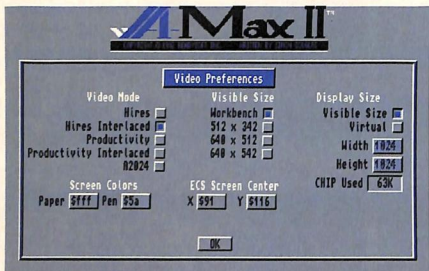 A-Max II™
Video Preferences
Video Mode
Hires
Hires Interlaced
Productivity
Productivity Interlaced
A2024
Visible Size
Workbench
512 x 342
640 x 512
640 x 542
Display Size
Visible Size
Virtual
Width 1024
Height 1024
CHIP Used 63K
Screen Colors
Paper $fff Pen $5a
ECS Screen Center
X $91 Y $116
OK